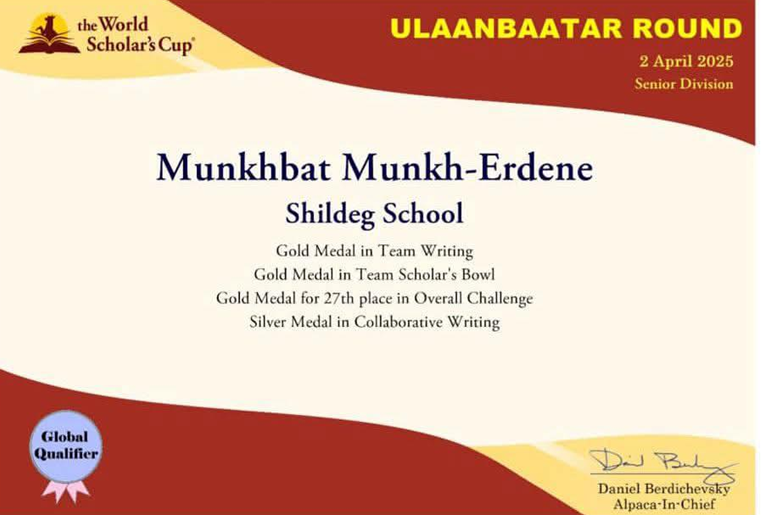 the World
Scholar's Cup®
ULAANBAATAR ROUND
2 April 2025
Senior Division
Munkhbat Munkh-Erdene
Shildeg School
Gold Medal in Team Writing
Gold Medal in Team Scholar's Bowl
Gold Medal for 27th place in Overall Challenge
Silver Medal in Collaborative Writing
Global
Qualifier
Daniel Berdichevsky
Alpaca-In-Chief